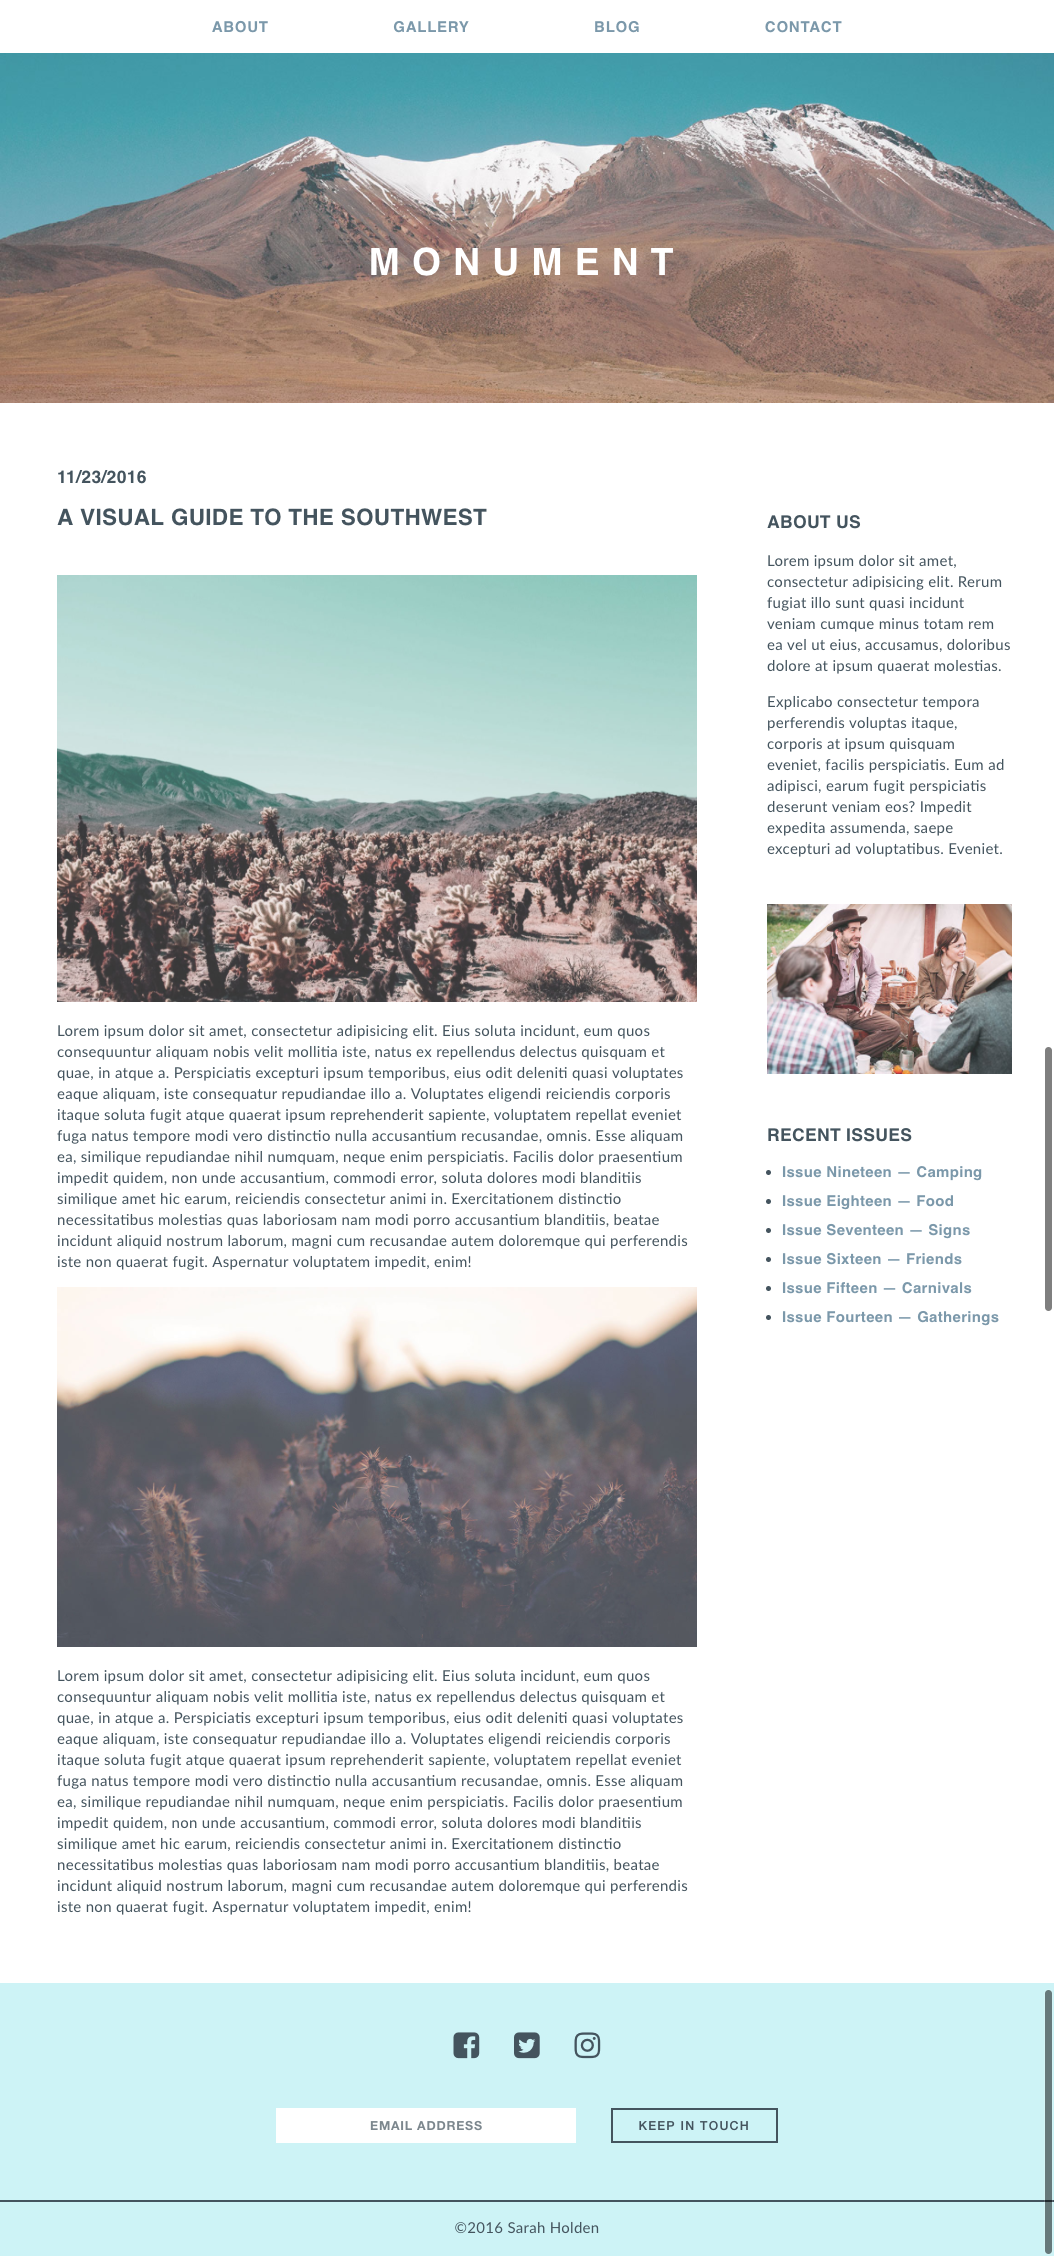 ABOUT
GALLERY
BLOG
CONTACT
MONUMENT
11/23/2016
A VISUAL GUIDE TO THE SOUTHWEST
Lorem ipsum dolor sit amet, consectetur adipisicing elit. Eius soluta incidunt, eum quos
consequuntur aliquam nobis velit mollitia iste, natus ex repellendus delectus quisquam et
quae, in atque a. Perspiciatis excepturi ipsum temporibus, eius odit deleniti quasi voluptates
eaque aliquam, iste consequatur repudiandae illo a. Voluptates eligendi reiciendis corporis
itaque soluta fugit atque quaerat ipsum reprehenderit sapiente, voluptatem repellat eveniet
fuga natus tempore modi vero distinctio nulla accusantium recusandae, omnis. Esse aliquam
ea, similique repudiandae nihil numquam, neque enim perspiciatis. Facilis dolor praesentium
impedit quidem, non unde accusantium, commodi error, soluta dolores modi blanditiis
similique amet hic earum, reiciendis consectetur animi in. Exercitationem distinctio
necessitatibus molestias quas laboriosam nam modi porro accusantium blanditiis, beatae
incidunt aliquid nostrum laborum, magni cum recusandae autem doloremque qui perferendis
iste non quaerat fugit. Aspernatur voluptatem impedit, enim!
Lorem ipsum dolor sit amet, consectetur adipisicing elit. Eius soluta incidunt, eum quos
consequuntur aliquam nobis velit mollitia iste, natus ex repellendus delectus quisquam et
quae, in atque a. Perspiciatis excepturi ipsum temporibus, eius odit deleniti quasi voluptates
eaque aliquam, iste consequatur repudiandae illo a. Voluptates eligendi reiciendis corporis
itaque soluta fugit atque quaerat ipsum reprehenderit sapiente, voluptatem repellat eveniet
fuga natus tempore modi vero distinctio nulla accusantium recusandae, omnis. Esse aliquam
ea, similique repudiandae nihil numquam, neque enim perspiciatis. Facilis dolor praesentium
impedit quidem, non unde accusantium, commodi error, soluta dolores modi blanditiis
similique amet hic earum, reiciendis consectetur animi in. Exercitationem distinctio
necessitatibus molestias quas laboriosam nam modi porro accusantium blanditiis, beatae
incidunt aliquid nostrum laborum, magni cum recusandae autem doloremque qui perferendis
iste non quaerat fugit. Aspernatur voluptatem impedit, enim!
ABOUT US
Lorem ipsum dolor sit amet,
consectetur adipisicing elit. Rerum
fugiat illo sunt quasi incidunt
veniam cumque minus totam rem
ea vel ut eius, accusamus, doloribus
dolore at ipsum quaerat molestias.
Explicabo consectetur tempora
perferendis voluptas itaque,
corporis at ipsum quisquam
eveniet, facilis perspiciatis. Eum ad
adipisci, earum fugit perspiciatis
deserunt veniam eos? Impedit
expedita assumenda, saepe
excepturi ad voluptatibus. Eveniet.
RECENT ISSUES
Issue Nineteen — Camping
Issue Eighteen — Food
Issue Seventeen — Signs
Issue Sixteen — Friends
Issue Fifteen — Carnivals
Issue Fourteen — Gatherings
EMAIL ADDRESS
KEEP IN TOUCH
©2016 Sarah Holden